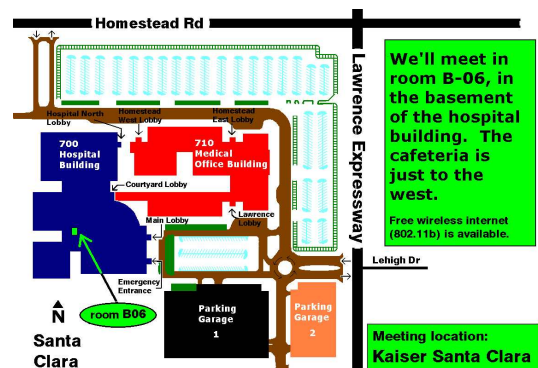 Homestead Rd
Lawrence Expressway
We'll meet in
room B-06, in
the basement
of the hospital
building.  The
cafeteria is
just to the
west.
Free wireless internet
(802.11b) is available.
Hospital North
Lobby
Homestead
West Lobby
Homestead
East Lobby
700
Hospital
Building
710
Medical
Office Building
Courtyard Lobby
Main Lobby
Lawrence
Lobby
Emergency
Entrance
Lehigh Dr
room B06
N
Santa
Clara
Parking
Garage
1
Parking
Garage
2
Meeting location:
Kaiser Santa Clara